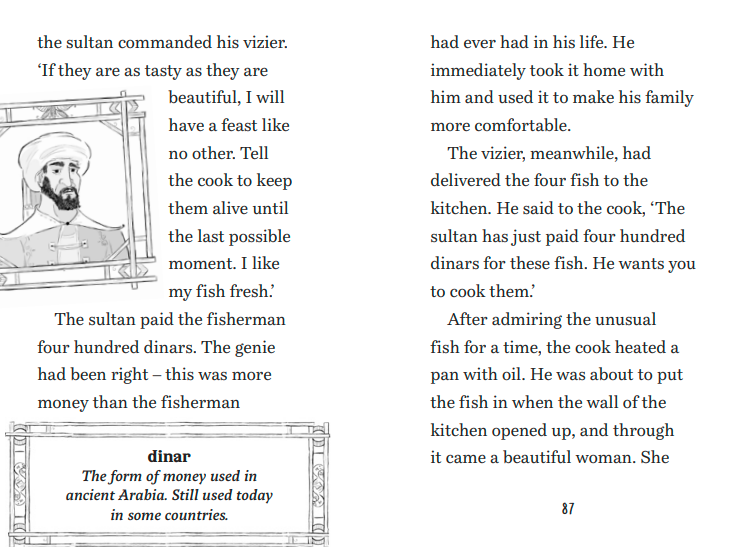 the sultan commanded his vizier.
‘If they are as tasty as they are
beautiful, I will
have a feast like
no other. Tell
the cook to keep
them alive until
the last possible
moment. I like
my fish fresh.’
The sultan paid the fisherman
four hundred dinars. The genie
had been right – this was more
money than the fisherman
dinar
The form of money used in
ancient Arabia. Still used today
in some countries.
had ever had in his life. He
immediately took it home with
him and used it to make his family
more comfortable.
The vizier, meanwhile, had
delivered the four fish to the
kitchen. He said to the cook, ‘The
sultan has just paid four hundred
dinars for these fish. He wants you
to cook them.’
After admiring the unusual
fish for a time, the cook heated a
pan with oil. He was about to put
the fish in when the wall of the
kitchen opened up, and through
it came a beautiful woman. She
87